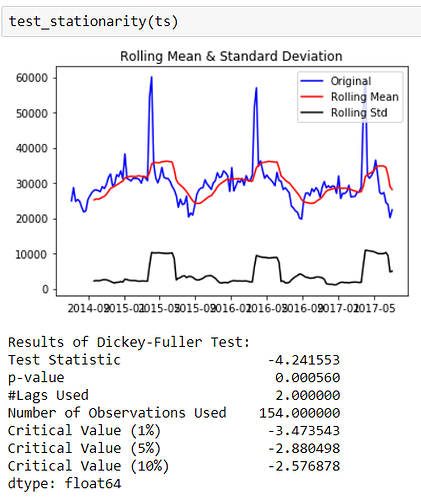 test_stationarity(ts)
Rolling Mean & Standard Deviation
60000
50000
40000
30000
20000
10000
0
Original
Rolling Mean
Rolling Std
2014-09 2015-01 2015-05 2015-09 2016-01 2016-05 2016-09 2017-01 2017-05
Results of Dickey-Fuller Test:
Test Statistic -4.241553
p-value 0.000560
#Lags Used 2.000000
Number of Observations Used 154.000000
Critical Value (1%) -3.473543
Critical Value (5%) -2.880498
Critical Value (10%) -2.576878
dtype: float64